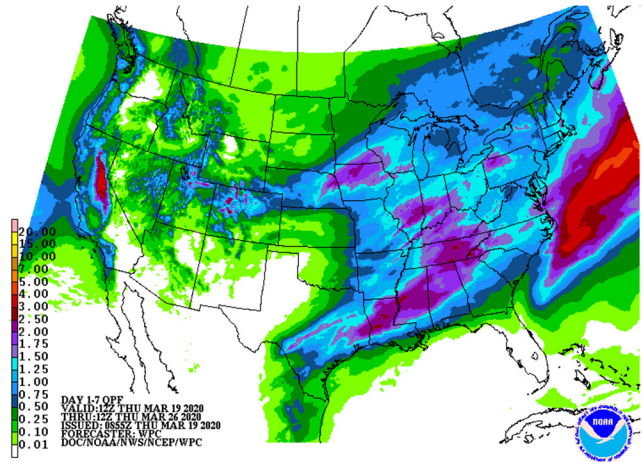 20.00
15.00
10.00
7.00
5.00
4.00
3.00
2.50
2.00
1.75
1.50
1.25
1.00
0.75
0.50
0.25
0.10
0.01
DAY 1-7 QPF
VALID:12Z THU MAR 19 2020
THRU:12Z THU MAR 26 2020
ISSUED: 0855Z THU MAR 19 2020
FORECASTER: WPC
DOC/NOAA/NWS/NCEP/WPC
NOAA